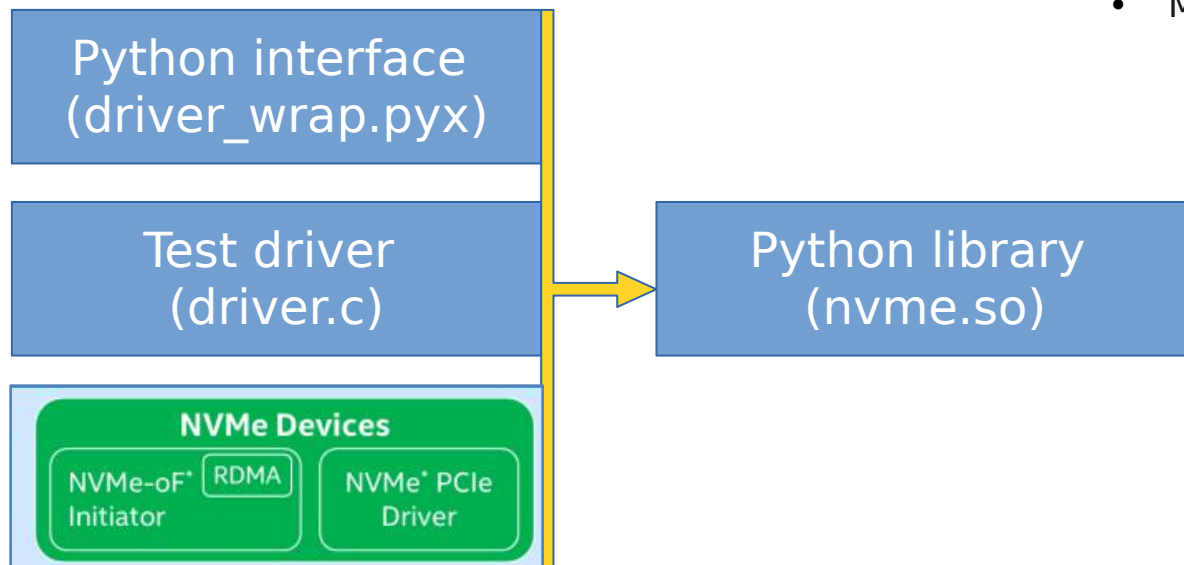 Python interface
(driver_wrap.pyx)
Test driver
(driver.c)
Python library
(nvme.so)
NVMe Devices
NVMe-oF* RDMA
Initiator
NVMe* PCIe
Driver